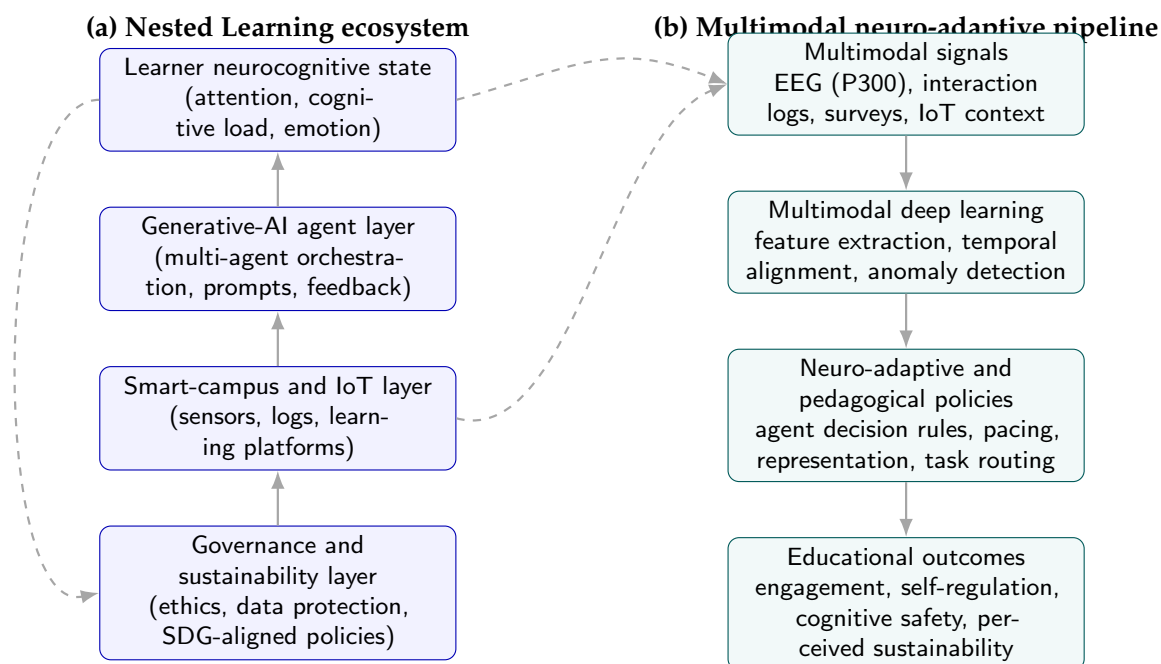 (a) Nested Learning ecosystem
Learner neurocognitive state
(attention, cogni-
tive load, emotion)
Generative-AI agent layer
(multi-agent orchestra-
tion, prompts, feedback)
Smart-campus and IoT layer
(sensors, logs, learn-
ing platforms)
Governance and
sustainability layer
(ethics, data protection,
SDG-aligned policies)
(b) Multimodal neuro-adaptive pipeline
Multimodal signals
EEG (P300), interaction
logs, surveys, IoT context
Multimodal deep learning
feature extraction, temporal
alignment, anomaly detection
Neuro-adaptive and
pedagogical policies
agent decision rules, pacing,
representation, task routing
Educational outcomes
engagement, self-regulation,
cognitive safety, per-
ceived sustainability